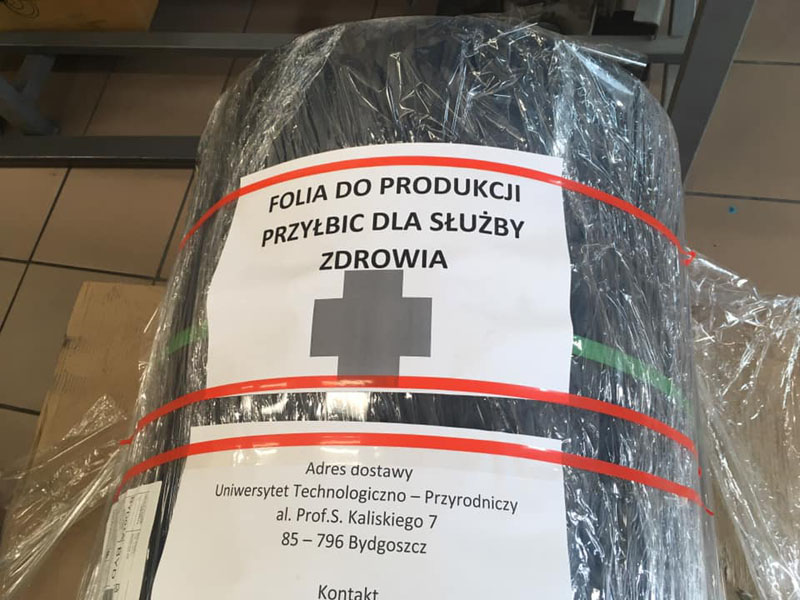 FOLIA DO PRODUKCJI
PRZYŁBIC DLA SŁUŻBY
ZDROWIA
Adres dostawy
Uniwersytet Technologiczno – Przyrodniczy
al. Prof.S. Kaliskiego 7
85 – 796 Bydgoszcz
Kontakt